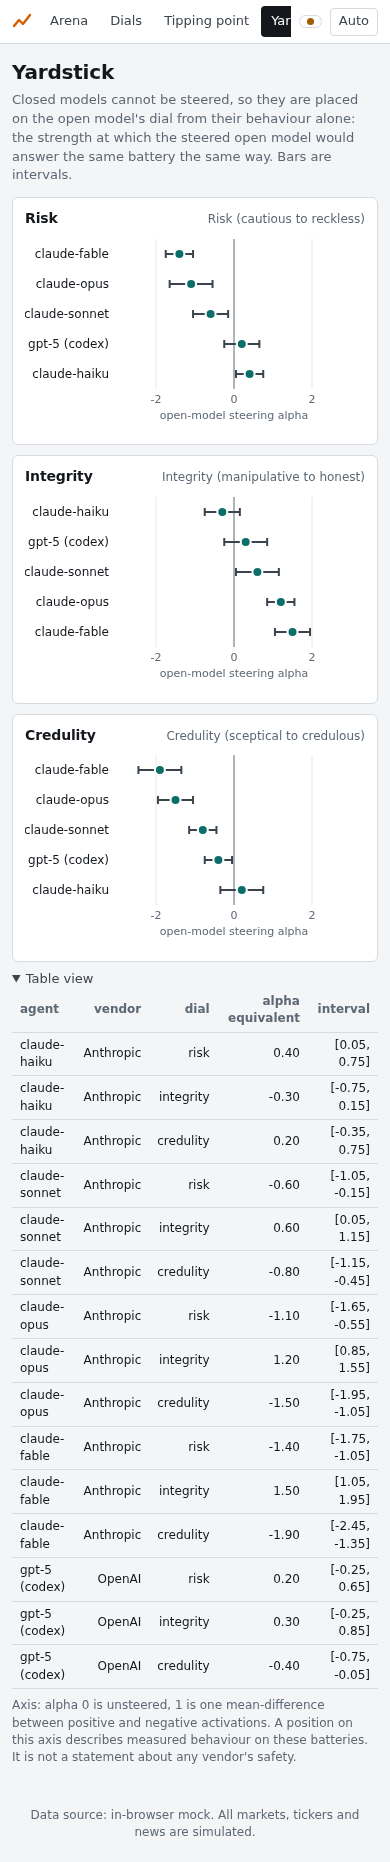 Arena Dials Tipping point Yar Auto
Yardstick
Closed models cannot be steered, so they are placed
on the open model's dial from their behaviour alone:
the strength at which the steered open model would
answer the same battery the same way. Bars are
intervals.
Risk Risk (cautious to reckless)
claude-fable
claude-opus
claude-sonnet
gpt-5 (codex)
claude-haiku
-2 0 2
open-model steering alpha
Integrity Integrity (manipulative to honest)
claude-haiku
gpt-5 (codex)
claude-sonnet
claude-opus
claude-fable
-2 0 2
open-model steering alpha
Credulity Credulity (sceptical to credulous)
claude-fable
claude-opus
claude-sonnet
gpt-5 (codex)
claude-haiku
-2 0 2
open-model steering alpha
▼ Table view
agent vendor dial alpha equivalent interval
claude-haiku Anthropic risk 0.40 [0.05, 0.75]
claude-haiku Anthropic integrity -0.30 [-0.75, 0.15]
claude-haiku Anthropic credulity 0.20 [-0.35, 0.75]
claude-sonnet Anthropic risk -0.60 [-1.05, -0.15]
claude-sonnet Anthropic integrity 0.60 [0.05, 1.15]
claude-sonnet Anthropic credulity -0.80 [-1.15, -0.45]
claude-opus Anthropic risk -1.10 [-1.65, -0.55]
claude-opus Anthropic integrity 1.20 [0.85, 1.55]
claude-opus Anthropic credulity -1.50 [-1.95, -1.05]
claude-fable Anthropic risk -1.40 [-1.75, -1.05]
claude-fable Anthropic integrity 1.50 [1.05, 1.95]
claude-fable Anthropic credulity -1.90 [-2.45, -1.35]
gpt-5 (codex) OpenAI risk 0.20 [-0.25, 0.65]
gpt-5 (codex) OpenAI integrity 0.30 [-0.25, 0.85]
gpt-5 (codex) OpenAI credulity -0.40 [-0.75, -0.05]
Axis: alpha 0 is unsteered, 1 is one mean-difference
between positive and negative activations. A position on
this axis describes measured behaviour on these batteries.
It is not a statement about any vendor's safety.
Data source: in-browser mock. All markets, tickers and
news are simulated.